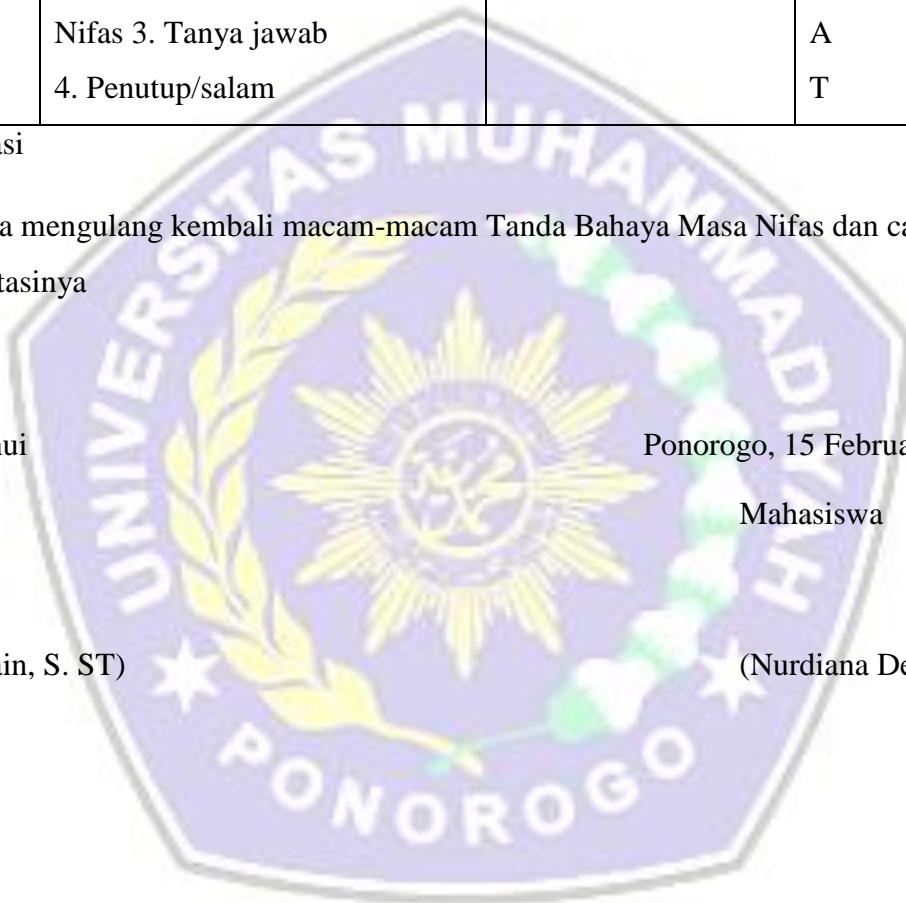 Nifas 3. Tanya jawab A
4. Penutup/salam T
asi
a mengulang kembali macam-macam Tanda Bahaya Masa Nifas dan ca
tasinya
ui Ponorogo, 15 Februa
Mahasiswa
in, S. ST) (Nurdiana De
UNIVERSITAS MUHAMMADIYAH
PONOROGO